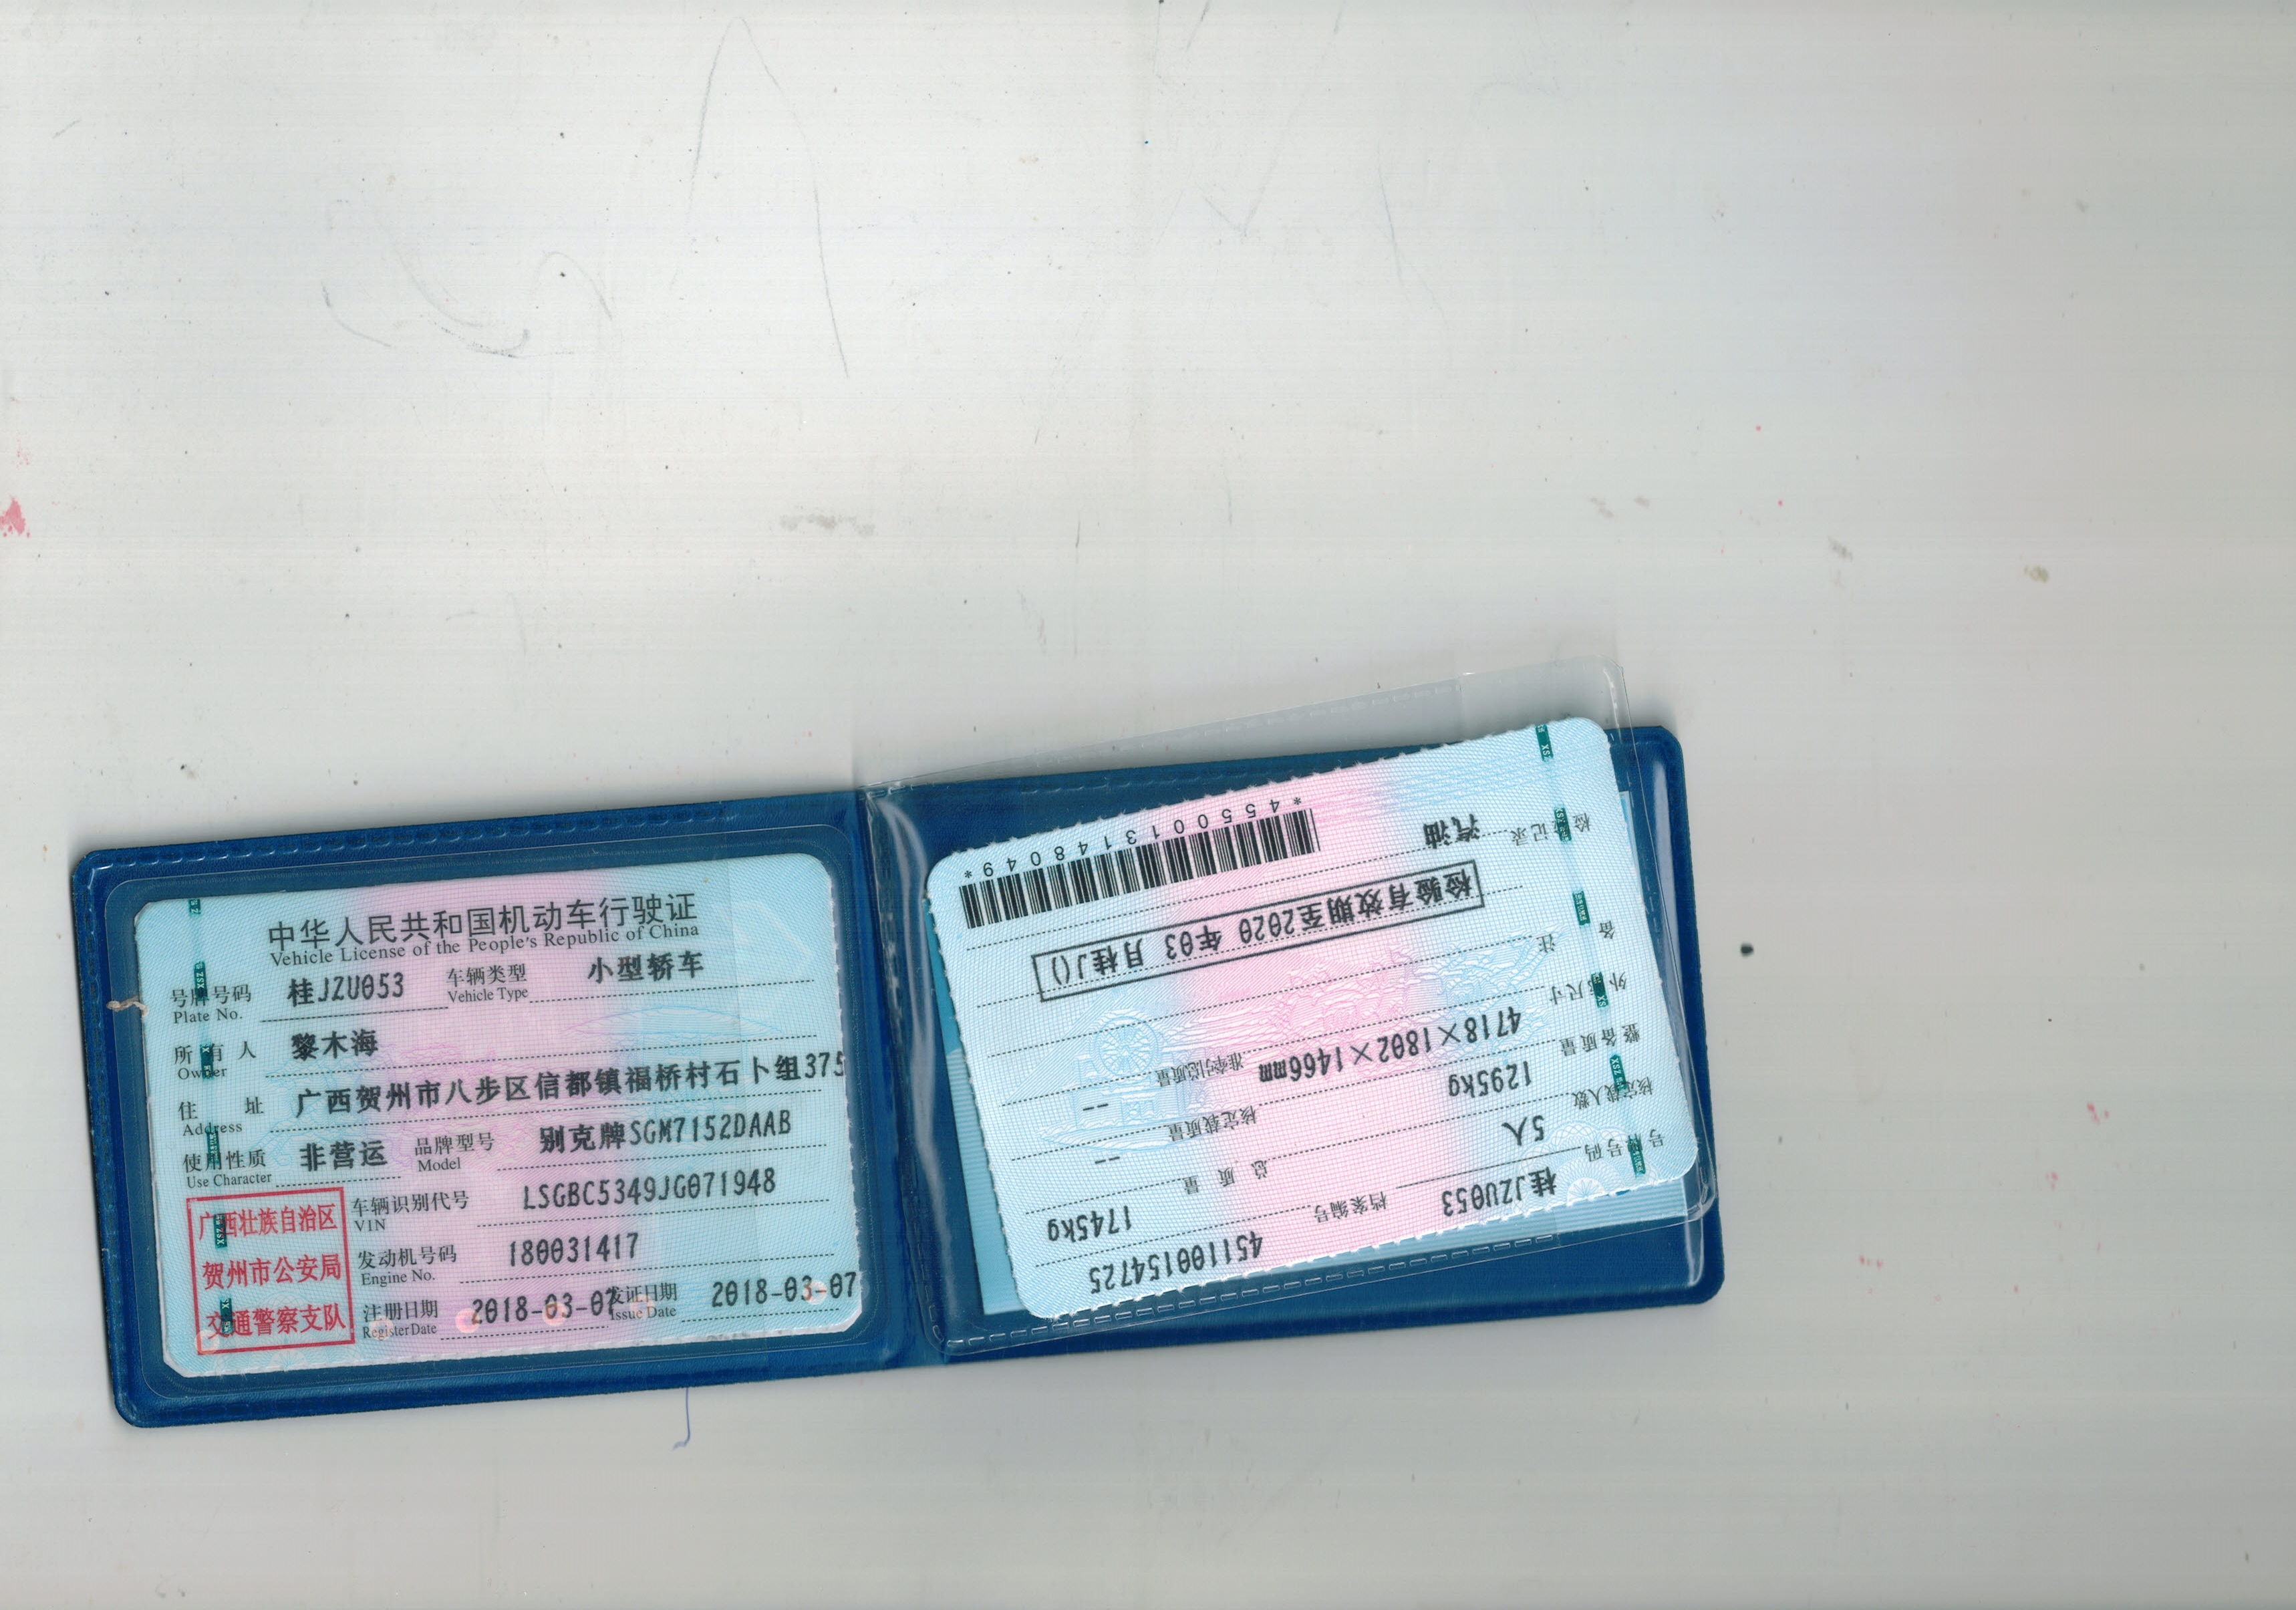 中华人民共和国机动车行驶证
Vehicle License of the People's Republic of China
号牌号码 桂JZU053 车辆类型 小型轿车
Plate No. Vehicle Type
所有人 黎木海
Owner
住址 广西贺州市八步区信都镇福桥村石卜组375
Address
使用性质 非营运 品牌型号 别克牌SGM7152DAAB
Use Character Model
车辆识别代号 LSGBC5349JG071948
VIN
发动机号码 180031417
Engine No.
注册日期 2018-03-07 发证日期 2018-03-07
Register Date Issue Date
广西壮族自治区
贺州市公安局
交通警察支队
号牌号码 桂JZU053 档案编号 451100154725
核定载人数 5人 总质量 1745kg
整备质量 1295kg 核定载质量 --
外廓尺寸 4718×1802×1466mm 准牵引总质量 --
备注
检验有效期至2020年03月桂J()
检验记录 汽油
*4550013148049*